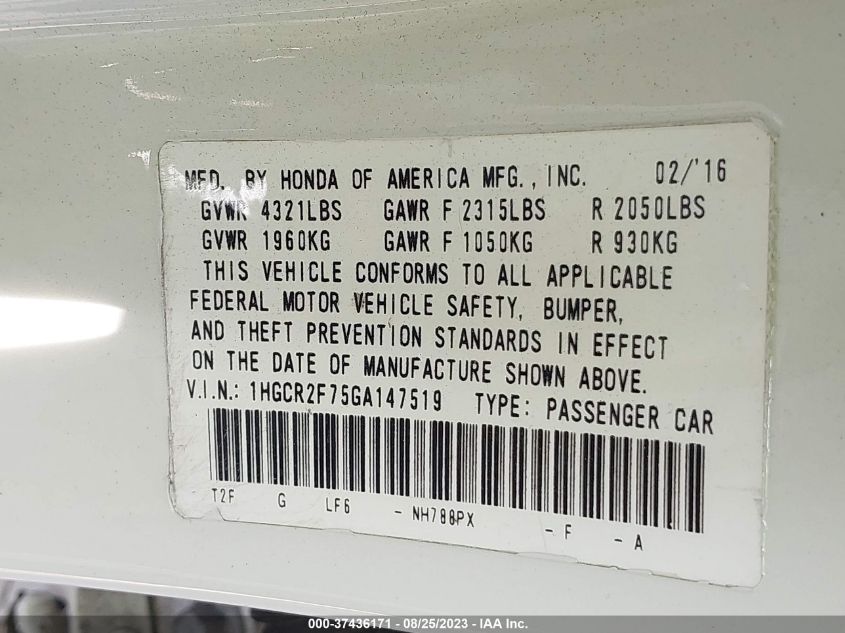 MFD. BY HONDA OF AMERICA MFG., INC. 02/'16
GVWR 4321LBS GAWR F 2315LBS R 2050LBS
GVWR 1960KG GAWR F 1050KG R 930KG
THIS VEHICLE CONFORMS TO ALL APPLICABLE
FEDERAL MOTOR VEHICLE SAFETY, BUMPER,
AND THEFT PREVENTION STANDARDS IN EFFECT
ON THE DATE OF MANUFACTURE SHOWN ABOVE.
V.I.N.: 1HGCR2F75GA147519 TYPE: PASSENGER CAR
T2F G LF6 - NH788PX - F - A
000-37436171 - 08/25/2023 - IAA Inc.